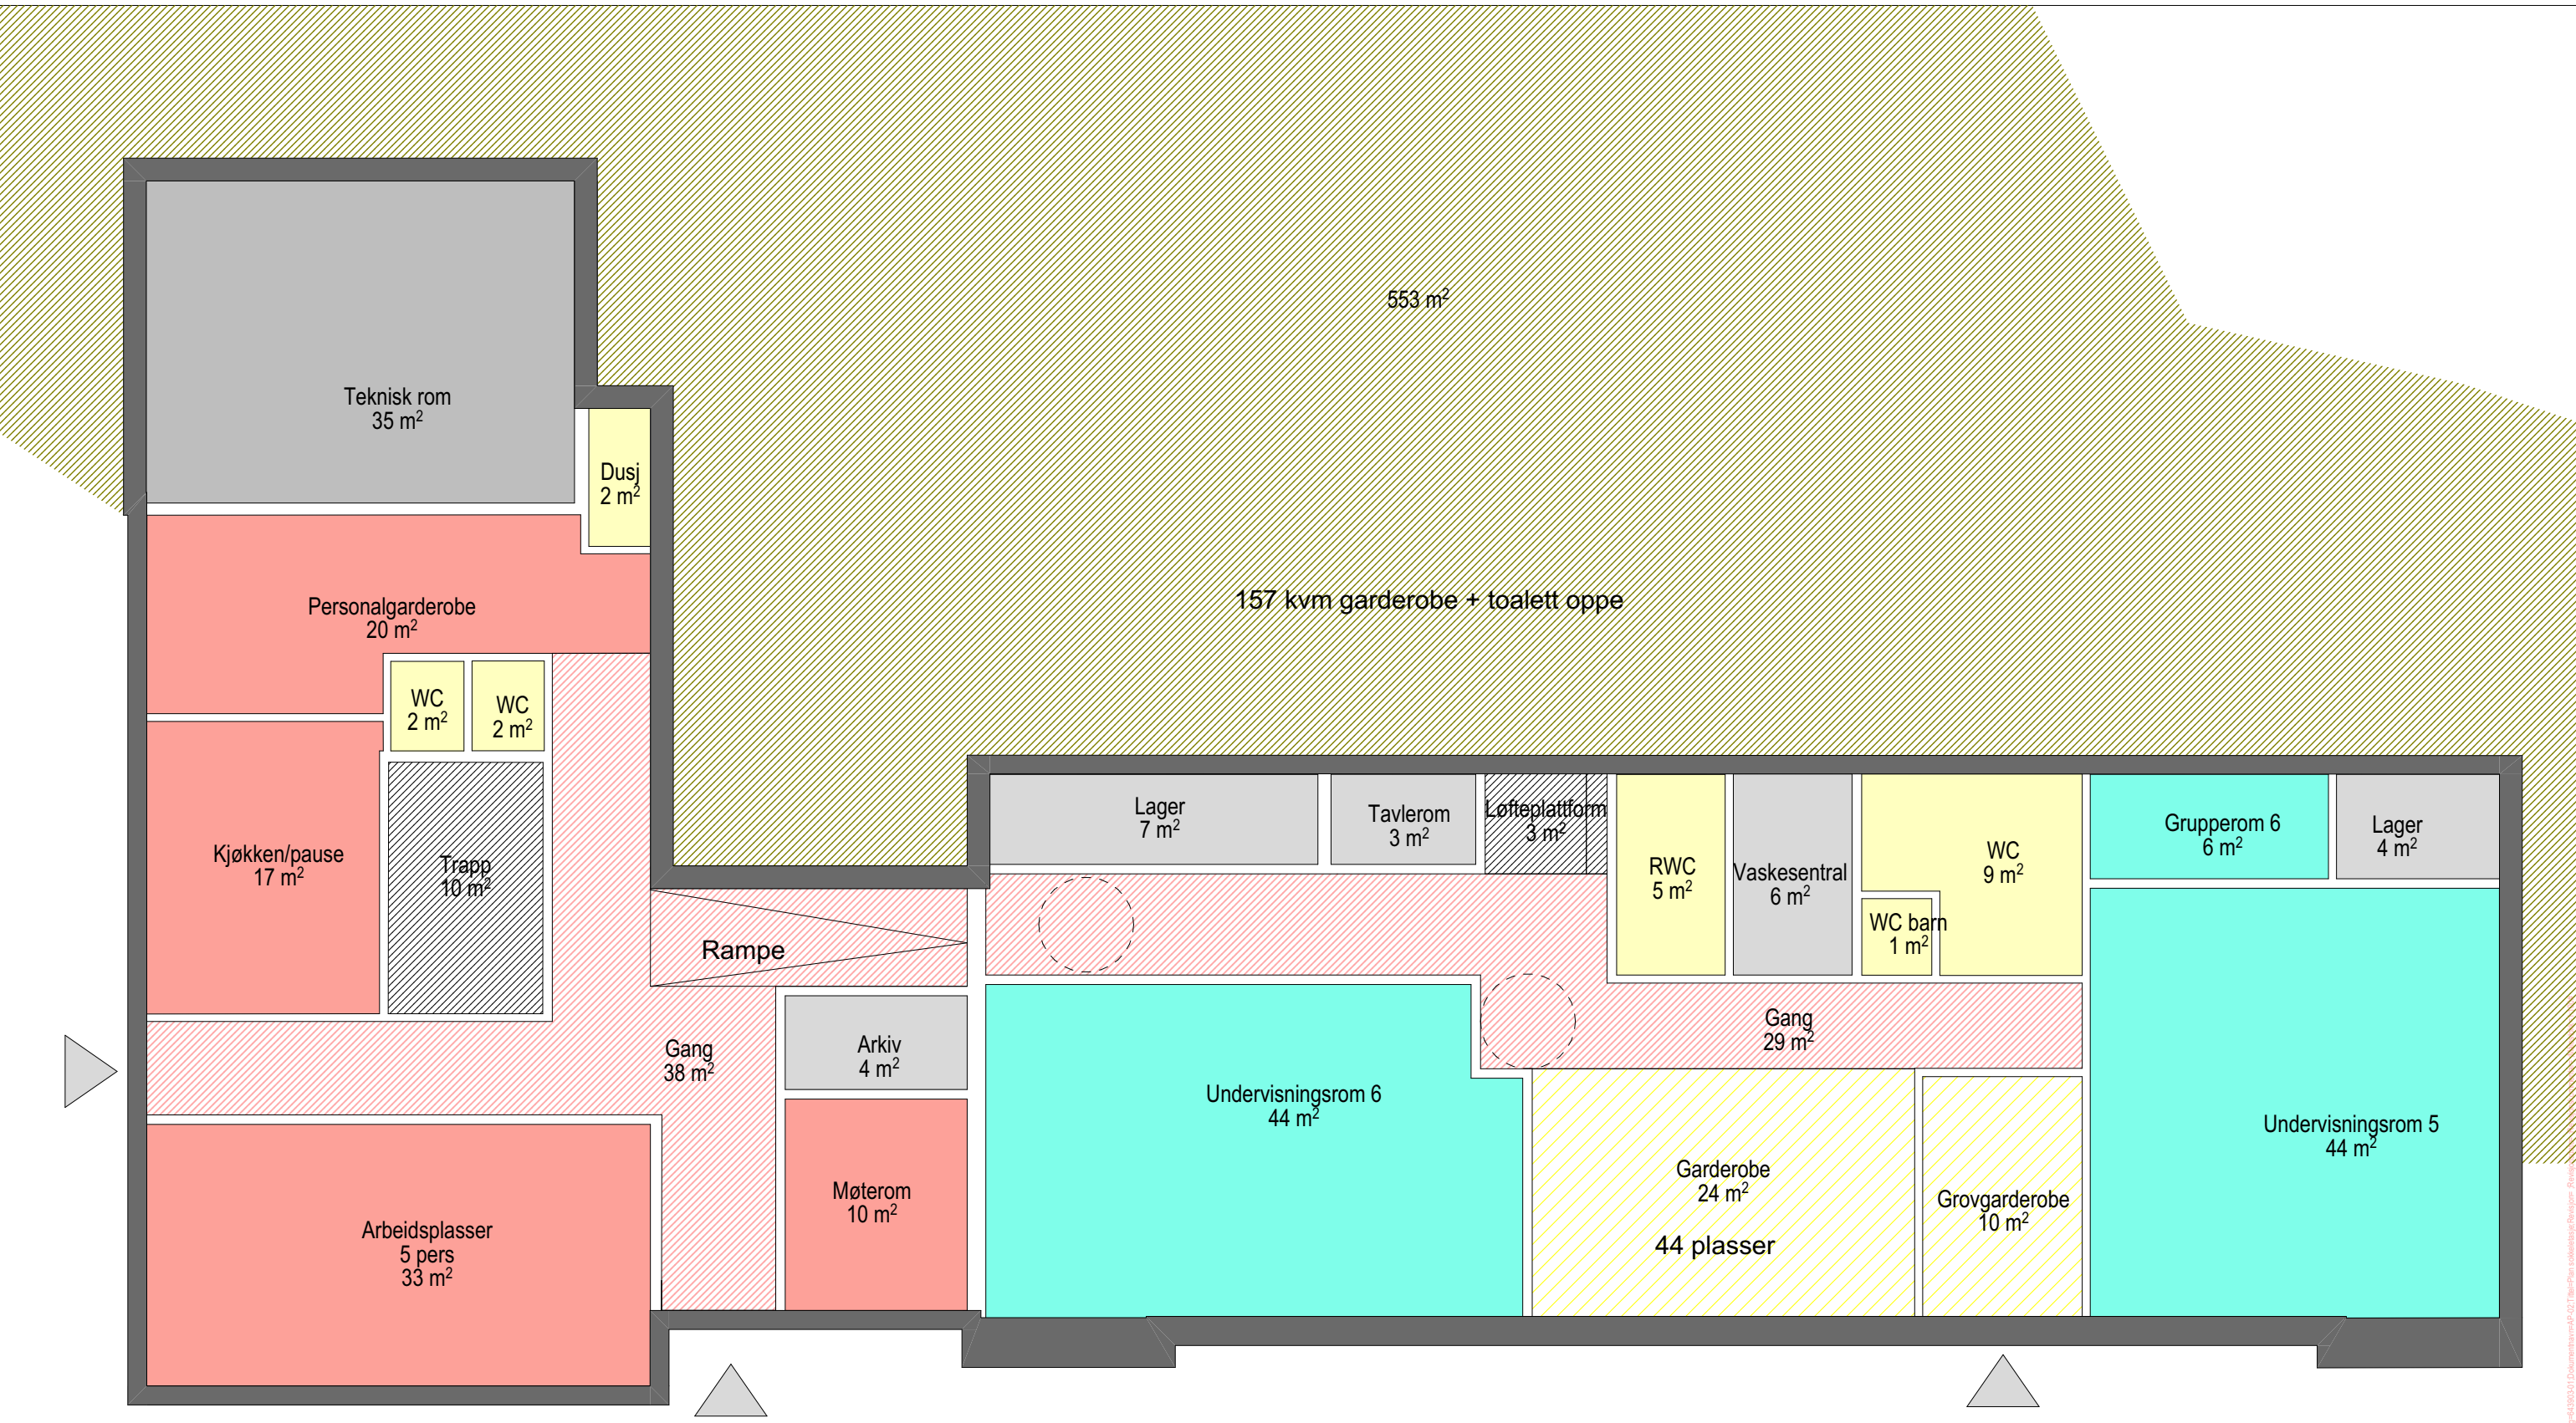 553 m²
Teknisk rom
35 m²
Dusj
2 m²
157 kvm garderobe + toalett oppe
Personalgarderobe
20 m²
WC
2 m²
WC
2 m²
Kjøkken/pause
17 m²
Trapp
10 m²
Lager
7 m²
Tavlerom
3 m²
Løfteplattform
3 m²
RWC
5 m²
Vaskesentral
6 m²
WC
9 m²
WC barn
1 m²
Grupperom 6
6 m²
Lager
4 m²
Rampe
Gang
38 m²
Arkiv
4 m²
Gang
29 m²
Undervisningsrom 6
44 m²
Undervisningsrom 5
44 m²
Møterom
10 m²
Garderobe
24 m²
44 plasser
Grovgarderobe
10 m²
Arbeidsplasser
5 pers
33 m²